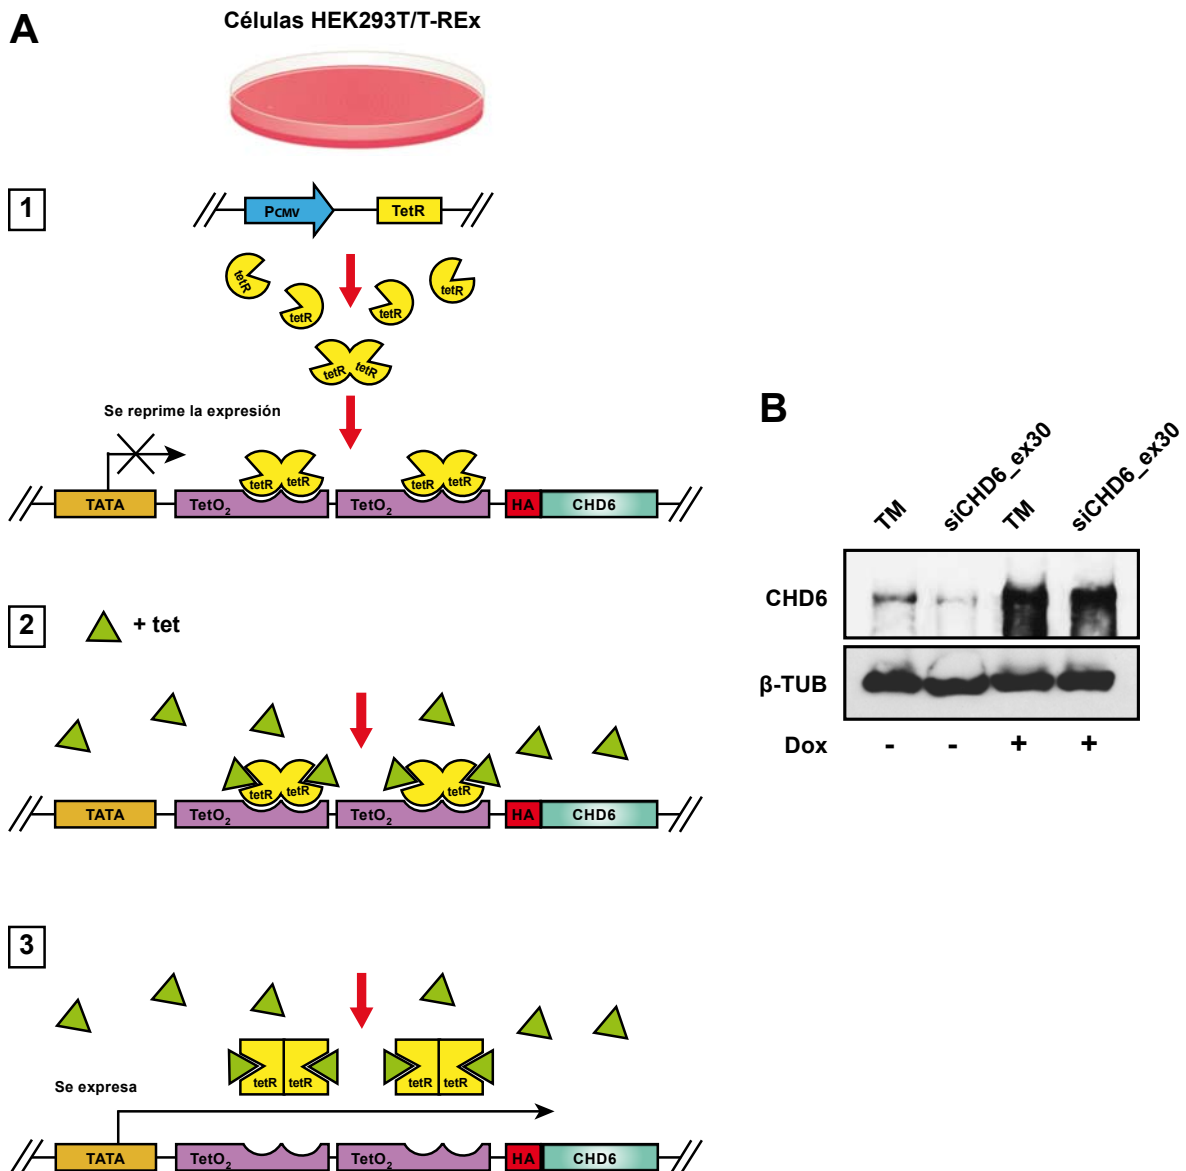 A
Células HEK293T/T-REx
1
PCMV
TetR
tetR
tetR
tetR
tetR
tetR tetR
Se reprime la expresión
tetR tetR
tetR tetR
TATA
TetO2
TetO2
HA
CHD6
2
+ tet
tetR tetR
tetR
TATA
TetO2
TetO2
HA
CHD6
3
tetR tetR
tetR tetR
Se expresa
TATA
TetO2
TetO2
HA
CHD6
B
TM
siCHD6_ex30
TM
siCHD6_ex30
CHD6
β-TUB
Dox - - + +